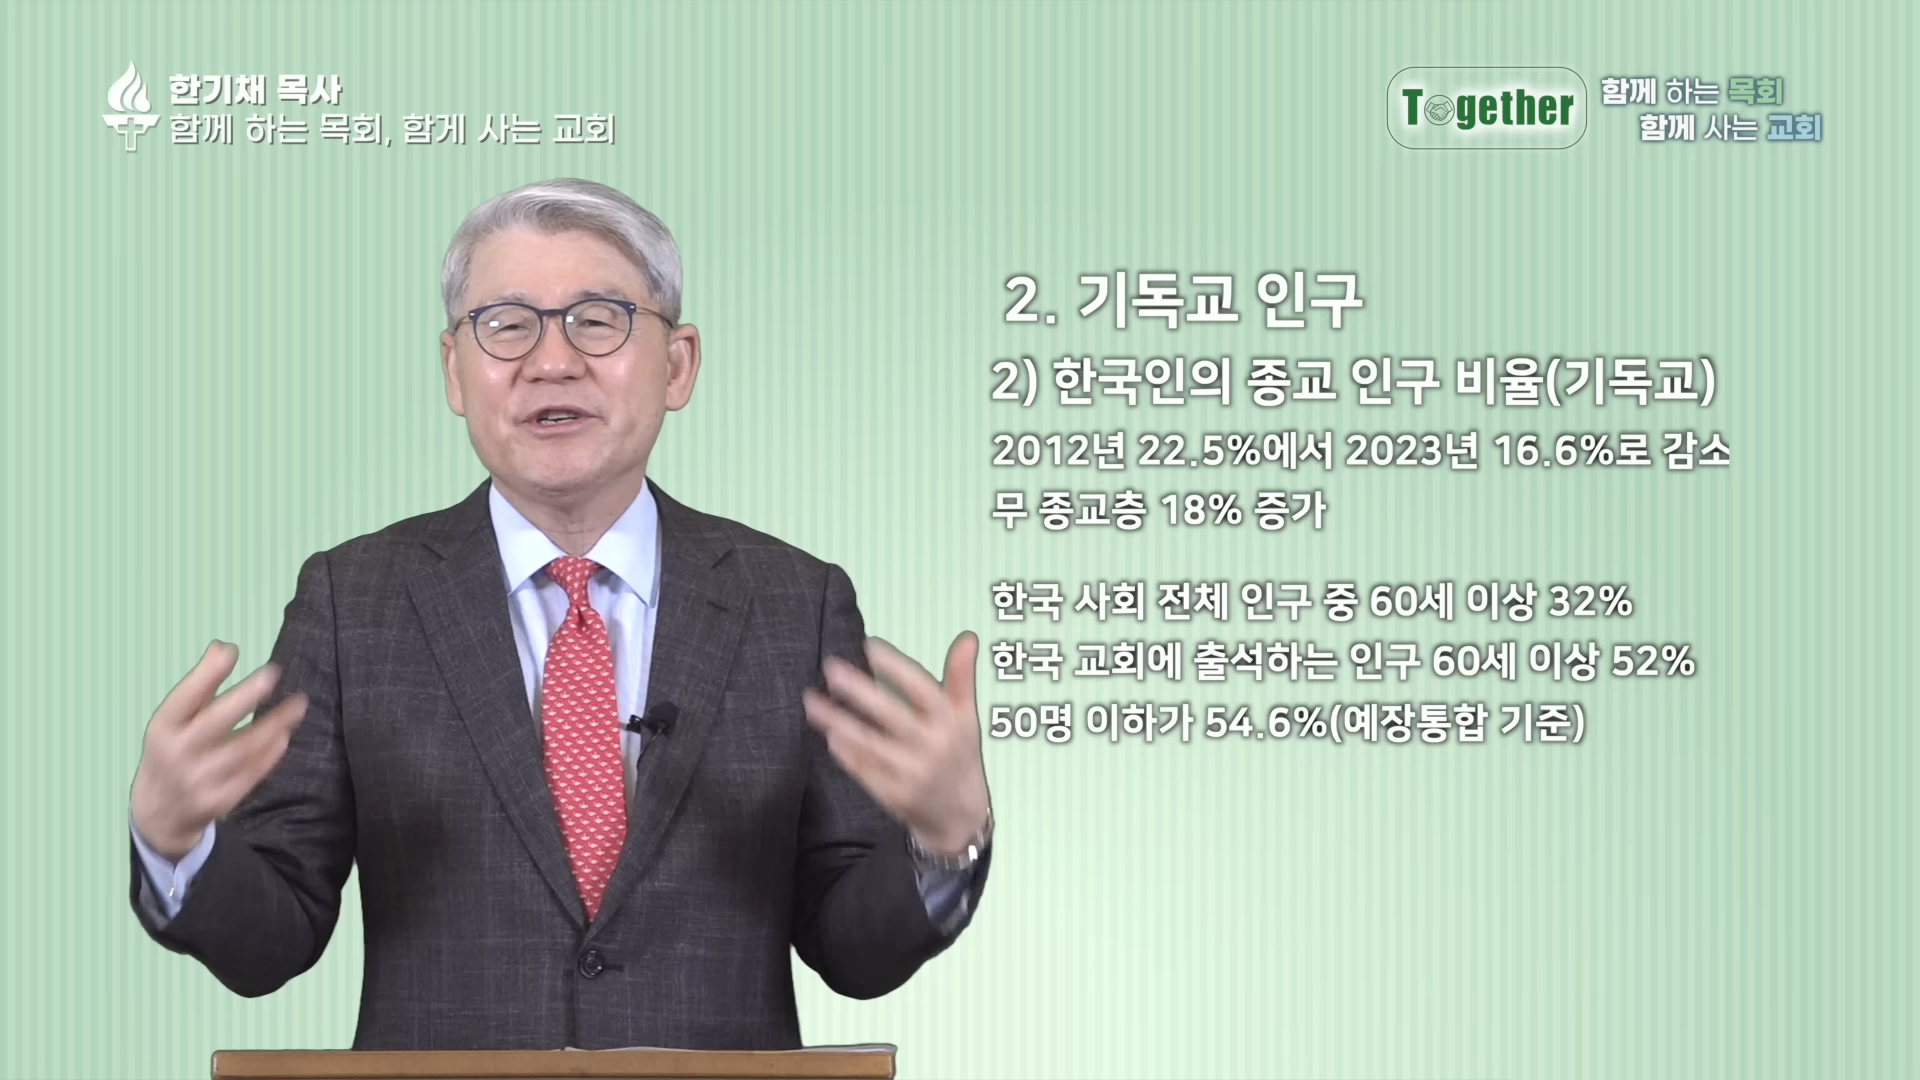 한기채 목사
함께 하는 목회, 함게 사는 교회
Together
함께 하는 목회
함께 사는 교회
2. 기독교 인구
2) 한국인의 종교 인구 비율(기독교)
2012년 22.5%에서 2023년 16.6%로 감소
무 종교층 18% 증가
한국 사회 전체 인구 중 60세 이상 32%
한국 교회에 출석하는 인구 60세 이상 52%
50명 이하가 54.6%(예장통합 기준)